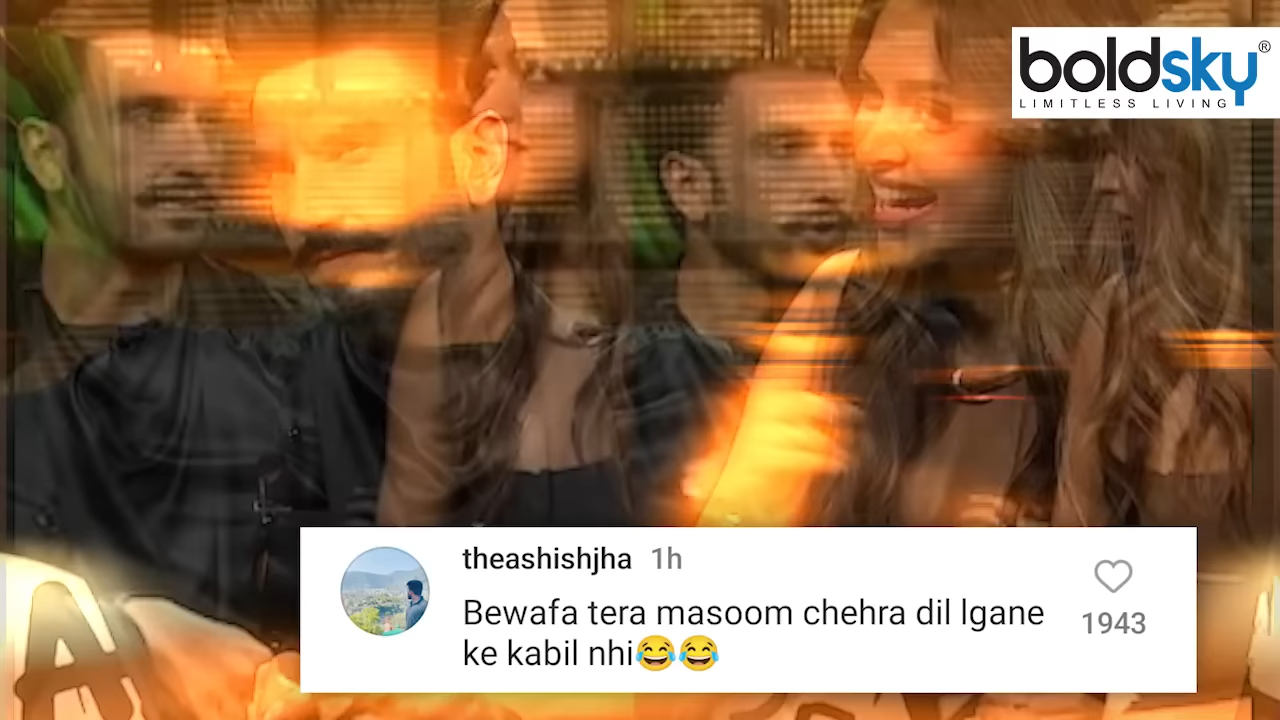 boldsky®
LIMITLESS LIVING
theashishjha 1h
Bewafa tera masoom chehra dil lgane
ke kabil nhi😂😂
1943